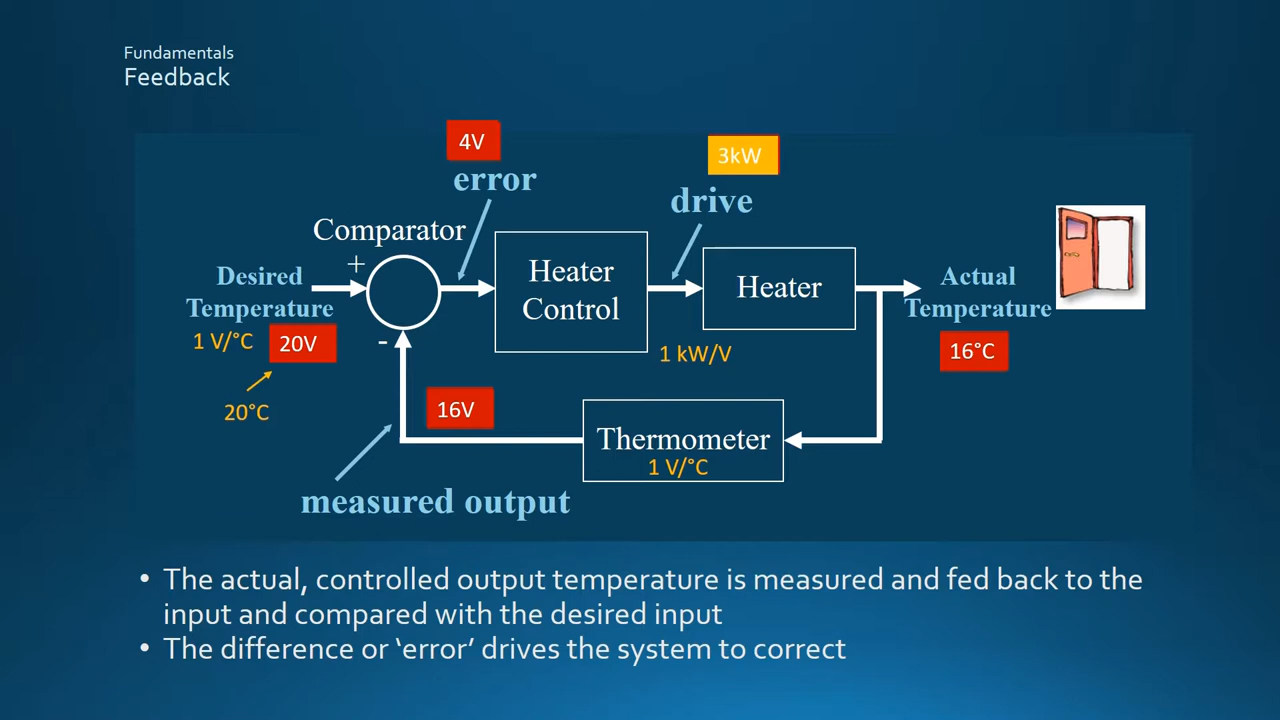 Fundamentals
Feedback
4V
3kW
error
drive
Comparator
+
Heater
Control
Heater
Desired
Temperature
Actual
Temperature
1 V/°C
20V
-
1 kW/V
16°C
20°C
16V
Thermometer
1 V/°C
measured output
• The actual, controlled output temperature is measured and fed back to the
input and compared with the desired input
• The difference or ‘error’ drives the system to correct